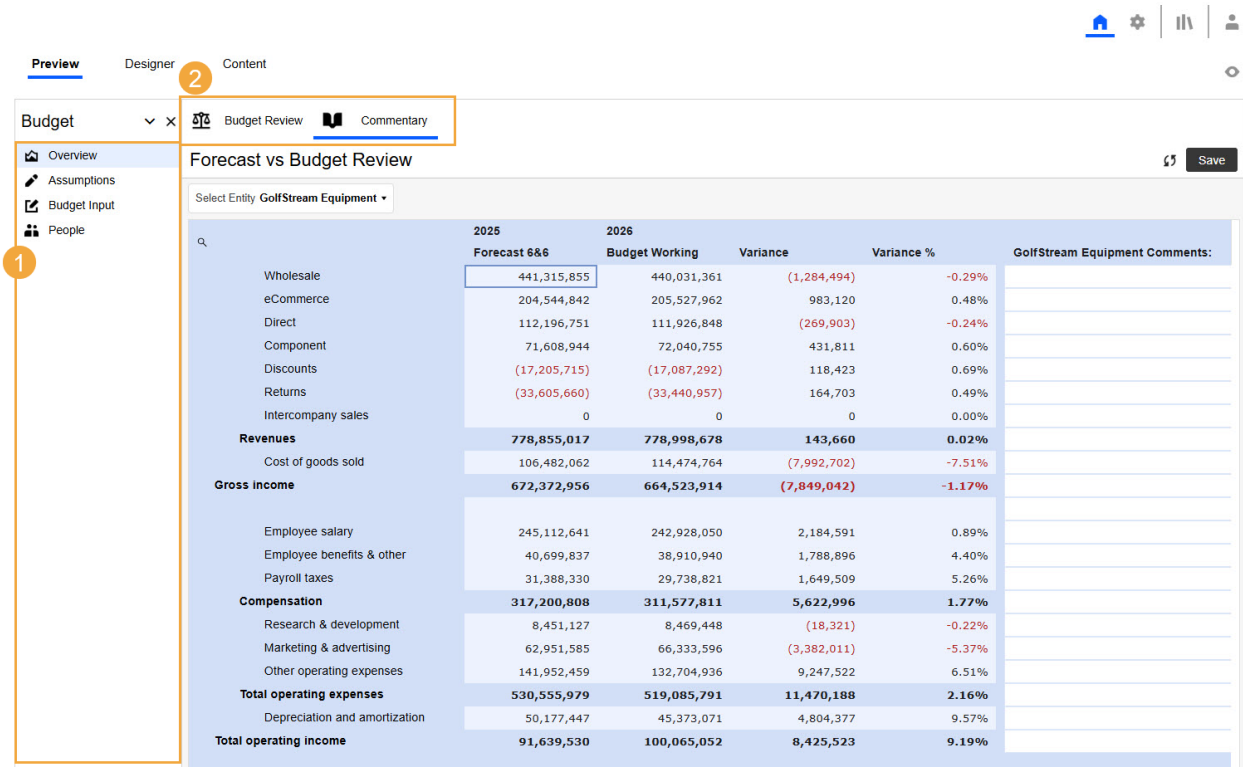 Preview Designer Content
2
Budget
Budget Review Commentary
Overview
Assumptions
Budget Input
People
1
Forecast vs Budget Review Save
Select Entity GolfStream Equipment
2025 2026
Forecast 6&6 Budget Working Variance Variance % GolfStream Equipment Comments:
Wholesale 441,315,855 440,031,361 (1,284,494) -0.29%
eCommerce 204,544,842 205,527,962 983,120 0.48%
Direct 112,196,751 111,926,848 (269,903) -0.24%
Component 71,608,944 72,040,755 431,811 0.60%
Discounts (17,205,715) (17,087,292) 118,423 0.69%
Returns (33,605,660) (33,440,957) 164,703 0.49%
Intercompany sales 0 0 0 0.00%
Revenues 778,855,017 778,998,678 143,660 0.02%
Cost of goods sold 106,482,062 114,474,764 (7,992,702) -7.51%
Gross income 672,372,956 664,523,914 (7,849,042) -1.17%
Employee salary 245,112,641 242,928,050 2,184,591 0.89%
Employee benefits & other 40,699,837 38,910,940 1,788,896 4.40%
Payroll taxes 31,388,330 29,738,821 1,649,509 5.26%
Compensation 317,200,808 311,577,811 5,622,996 1.77%
Research & development 8,451,127 8,469,448 (18,321) -0.22%
Marketing & advertising 62,951,585 66,333,596 (3,382,011) -5.37%
Other operating expenses 141,952,459 132,704,936 9,247,522 6.51%
Total operating expenses 530,555,979 519,085,791 11,470,188 2.16%
Depreciation and amortization 50,177,447 45,373,071 4,804,377 9.57%
Total operating income 91,639,530 100,065,052 8,425,523 9.19%